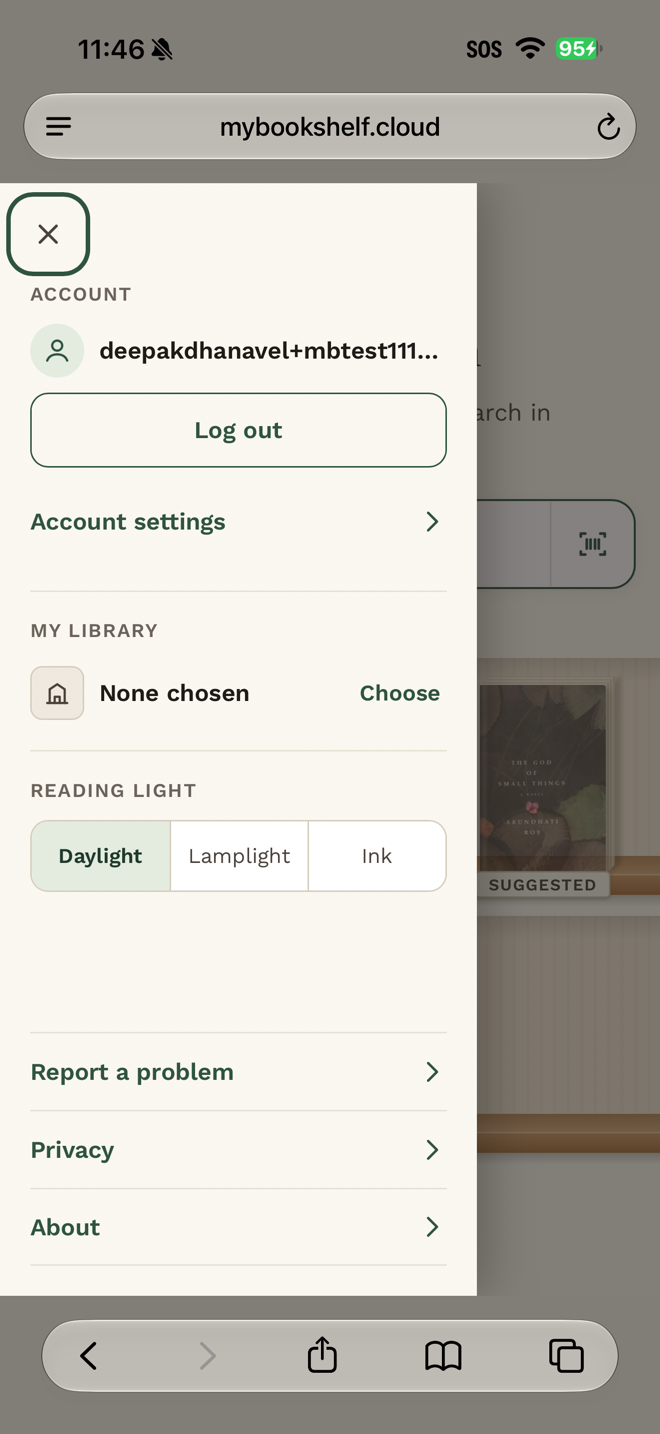 11:46
SOS
95
mybookshelf.cloud
ACCOUNT
deepakdhanavel+mbtest111...
Log out
Account settings
arch in
MY LIBRARY
None chosen
Choose
READING LIGHT
Daylight
Lamplight
Ink
THE GOD
OF
SMALL THINGS
A NOVEL
ARUNDHATI
ROY
SUGGESTED
Report a problem
Privacy
About